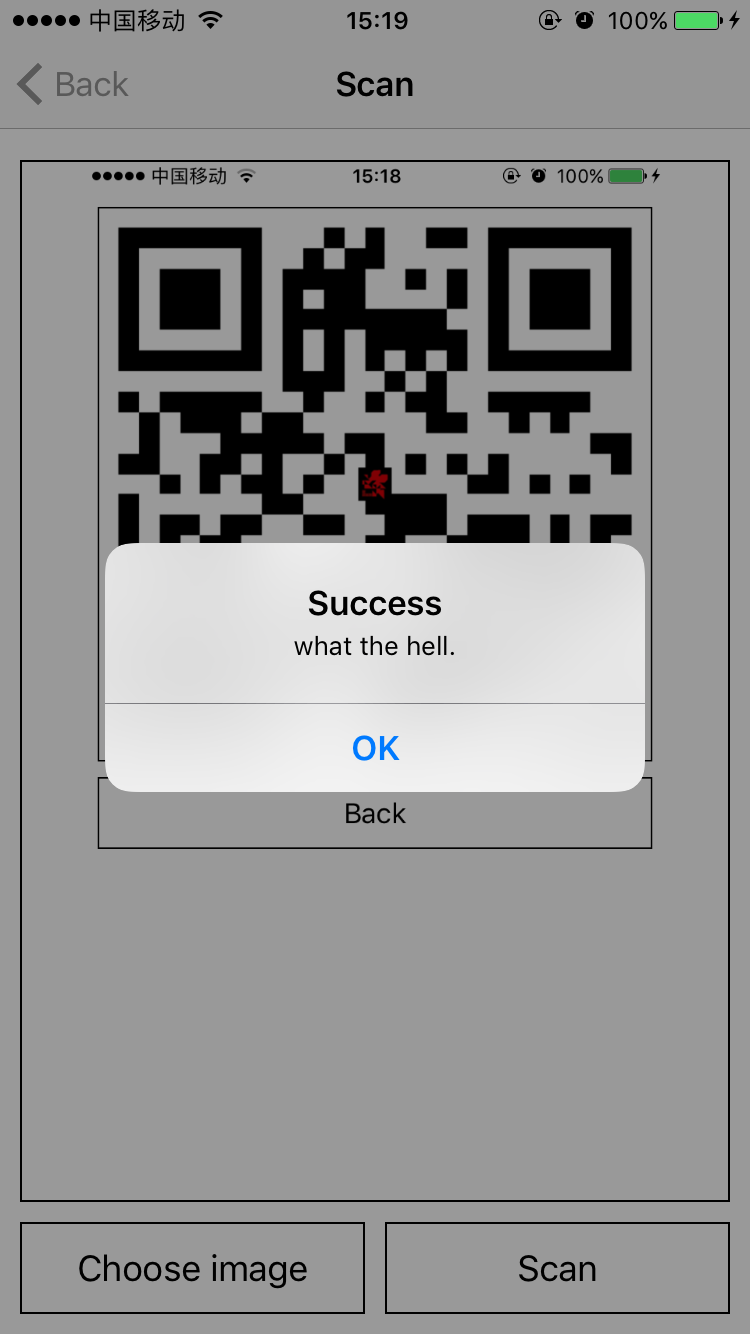 中国移动 15:19 100%
Back Scan
中国移动 15:18 100%
Success
what the hell.
OK
Back
Choose image Scan